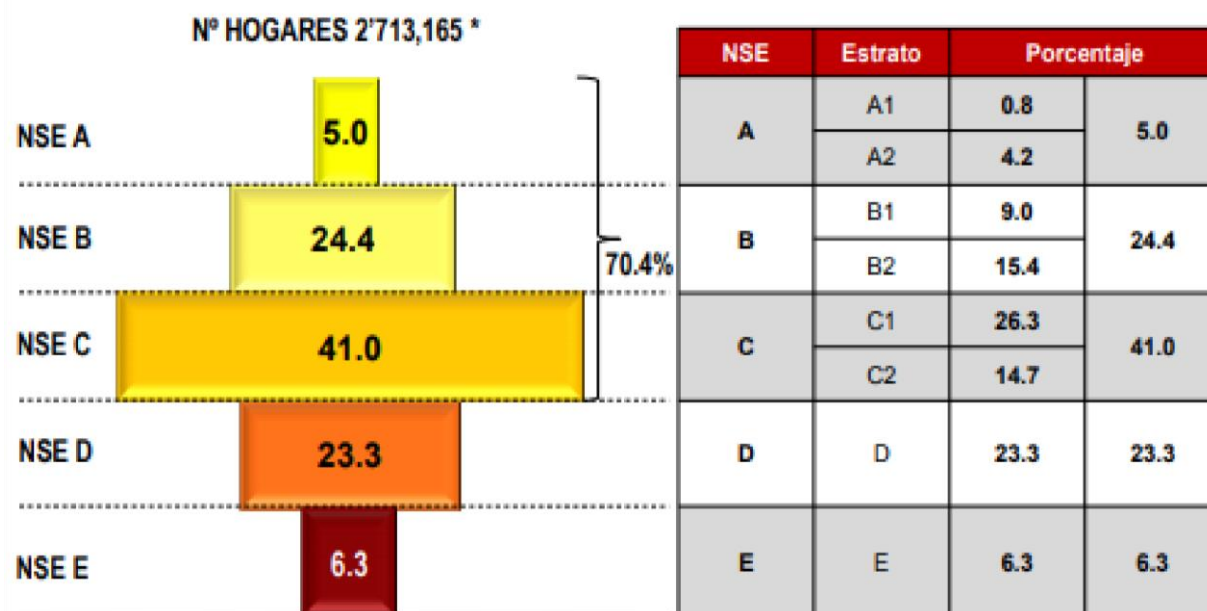 Nº HOGARES 2'713,165 *
NSE A
5.0
NSE B
24.4
70.4%
NSE C
41.0
NSE D
23.3
NSE E
6.3
NSE Estrato Porcentaje
A A1 0.8 5.0
A2 4.2
B B1 9.0 24.4
B2 15.4
C C1 26.3 41.0
C2 14.7
D D 23.3 23.3
E E 6.3 6.3